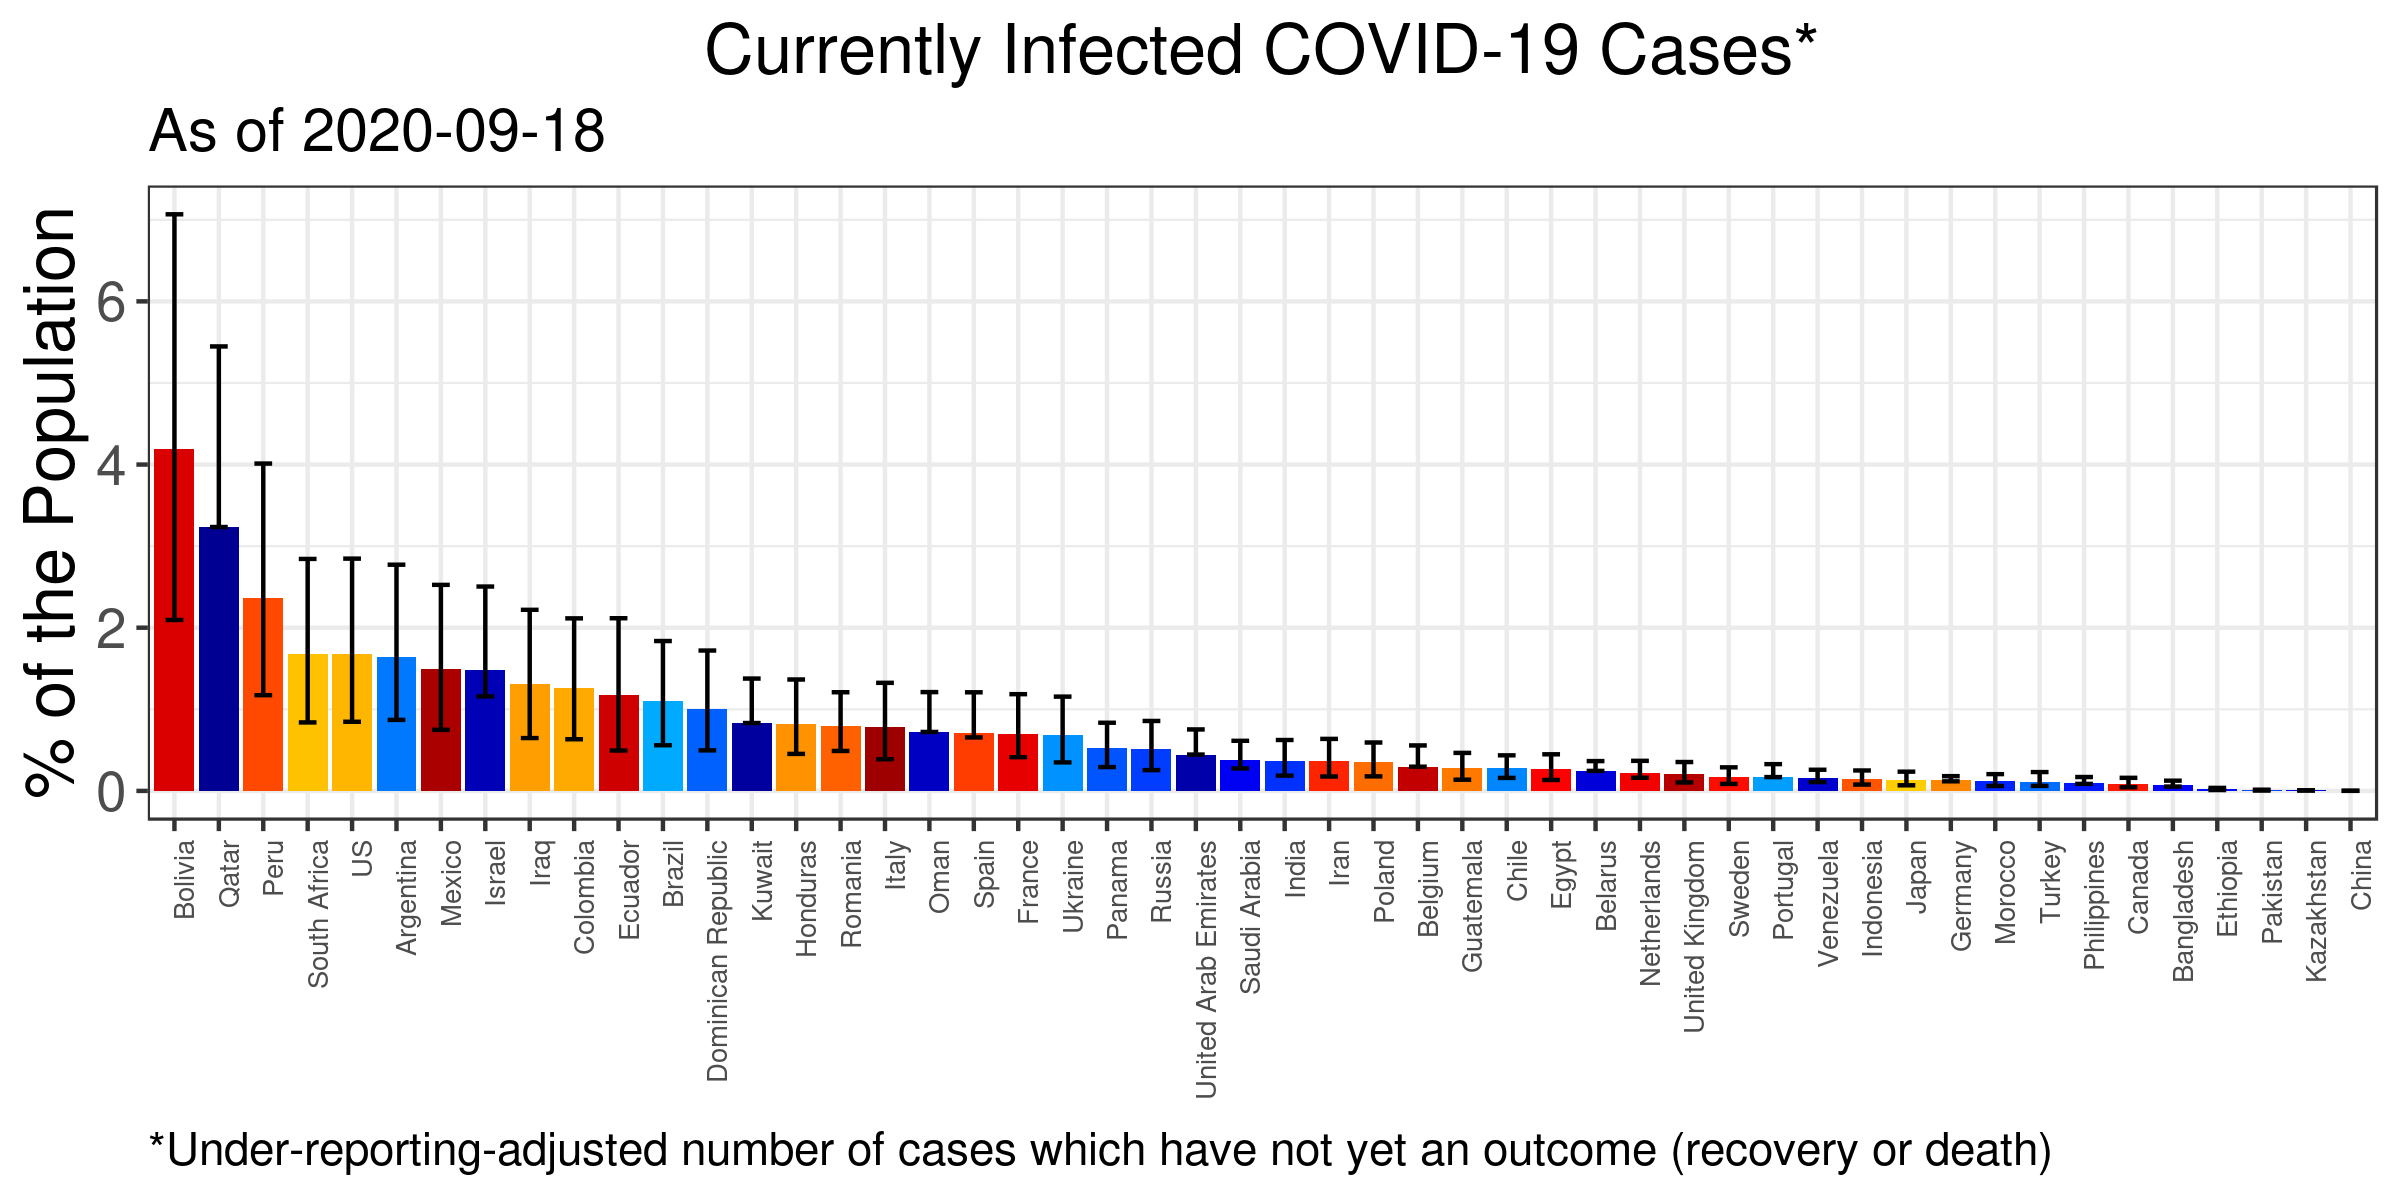 Currently Infected COVID-19 Cases*
As of 2020-09-18
% of the Population
6
4
2
0
Bolivia
Qatar
Peru
South Africa
US
Argentina
Mexico
Israel
Iraq
Colombia
Ecuador
Brazil
Dominican Republic
Kuwait
Honduras
Romania
Italy
Oman
Spain
France
Ukraine
Panama
Russia
United Arab Emirates
Saudi Arabia
India
Iran
Poland
Belgium
Guatemala
Chile
Egypt
Belarus
Netherlands
United Kingdom
Sweden
Portugal
Venezuela
Indonesia
Japan
Germany
Morocco
Turkey
Philippines
Canada
Bangladesh
Ethiopia
Pakistan
Kazakhstan
China
*Under-reporting-adjusted number of cases which have not yet an outcome (recovery or death)